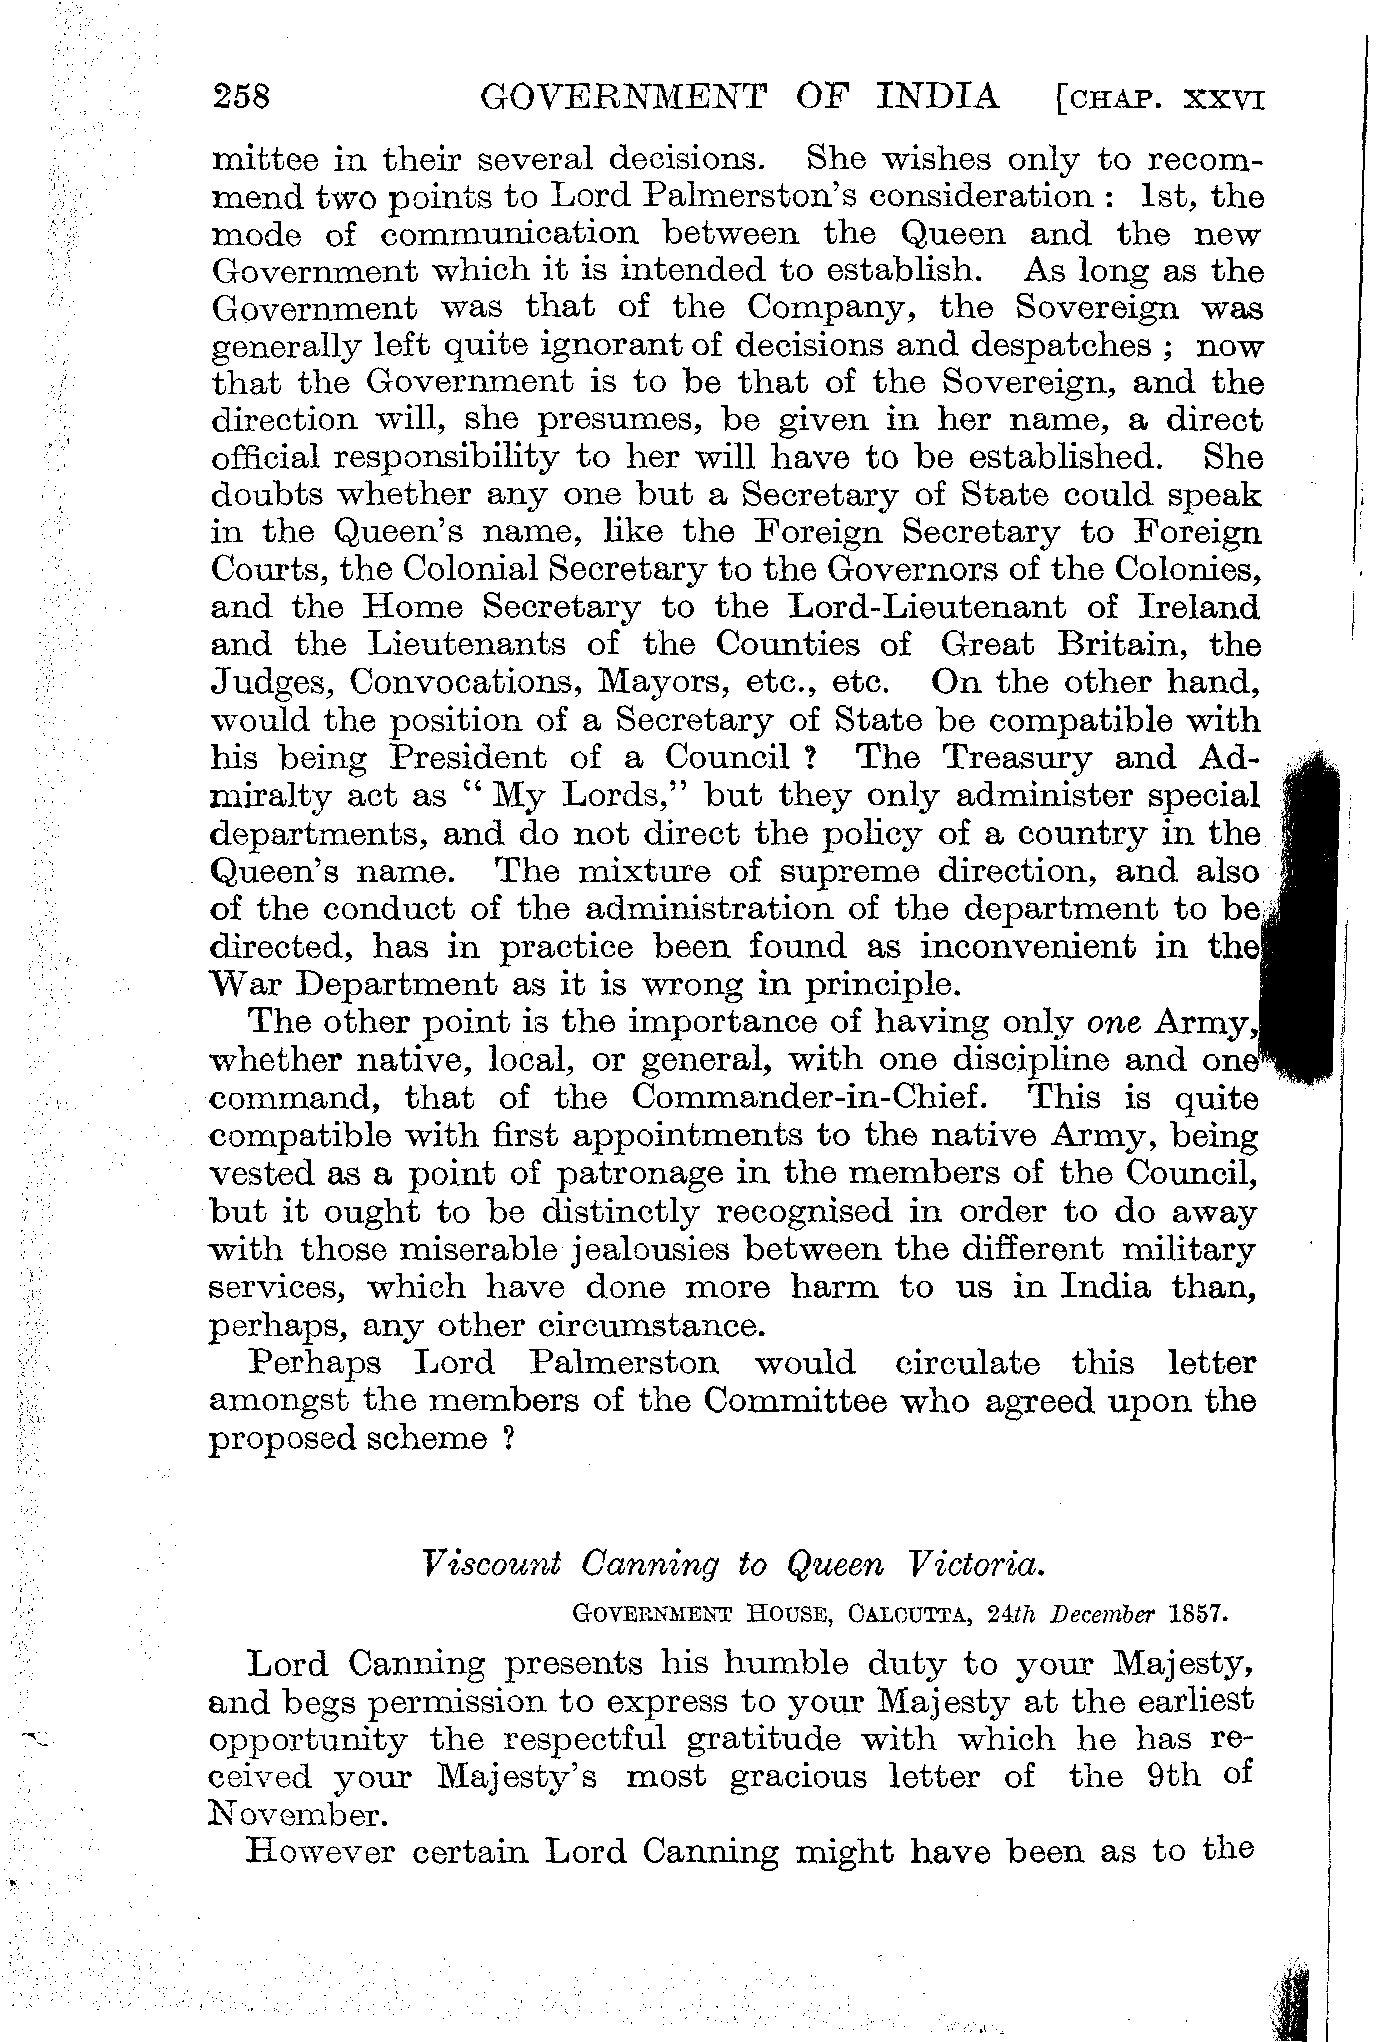 258 GOVERNMENT OF INDIA [CHAP. XXVI
mittee in their several decisions. She wishes only to recom-
mend two points to Lord Palmerston's consideration : 1st, the
mode of communication between the Queen and the new
Government which it is intended to establish. As long as the
Government was that of the Company, the Sovereign was
generally left quite ignorant of decisions and despatches ; now
that the Government is to be that of the Sovereign, and the
direction will, she presumes, be given in her name, a direct
official responsibility to her will have to be established. She
doubts whether any one but a Secretary of State could speak
in the Queen's name, like the Foreign Secretary to Foreign
Courts, the Colonial Secretary to the Governors of the Colonies,
and the Home Secretary to the Lord-Lieutenant of Ireland
and the Lieutenants of the Counties of Great Britain, the
Judges, Convocations, Mayors, etc., etc. On the other hand,
would the position of a Secretary of State be compatible with
his being President of a Council ? The Treasury and Ad-
miralty act as "My Lords," but they only administer special
departments, and do not direct the policy of a country in the
Queen's name. The mixture of supreme direction, and also
of the conduct of the administration of the department to be
directed, has in practice been found as inconvenient in the
War Department as it is wrong in principle.
The other point is the importance of having only one Army,
whether native, local, or general, with one discipline and one
command, that of the Commander-in-Chief. This is quite
compatible with first appointments to the native Army, being
vested as a point of patronage in the members of the Council,
but it ought to be distinctly recognised in order to do away
with those miserable jealousies between the different military
services, which have done more harm to us in India than,
perhaps, any other circumstance.
Perhaps Lord Palmerston would circulate this letter
amongst the members of the Committee who agreed upon the
proposed scheme ?
Viscount Canning to Queen Victoria.
GOVERNMENT HOUSE, CALCUTTA, 24th December 1857.
Lord Canning presents his humble duty to your Majesty,
and begs permission to express to your Majesty at the earliest
opportunity the respectful gratitude with which he has re-
ceived your Majesty's most gracious letter of the 9th of
November.
However certain Lord Canning might have been as to the